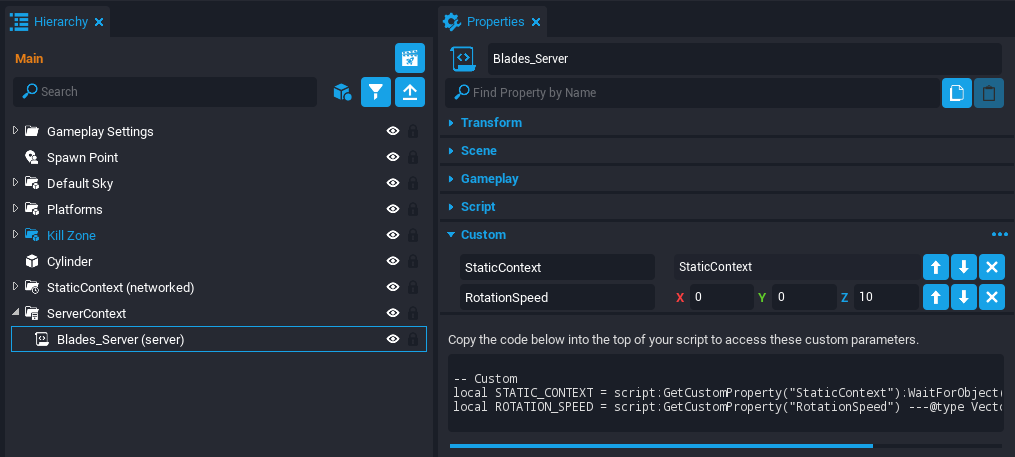 Hierarchy
Main
Search
Gameplay Settings
Spawn Point
Default Sky
Platforms
Kill Zone
Cylinder
StaticContext (networked)
ServerContext
Blades_Server (server)
Properties
Blades_Server
Find Property by Name
Transform
Scene
Gameplay
Script
Custom
StaticContext StaticContext
RotationSpeed X 0 Y 0 Z 10
Copy the code below into the top of your script to access these custom parameters.
-- Custom
local STATIC_CONTEXT = script:GetCustomProperty("StaticContext"):WaitForObject(
local ROTATION_SPEED = script:GetCustomProperty("RotationSpeed") ---@type Vecto